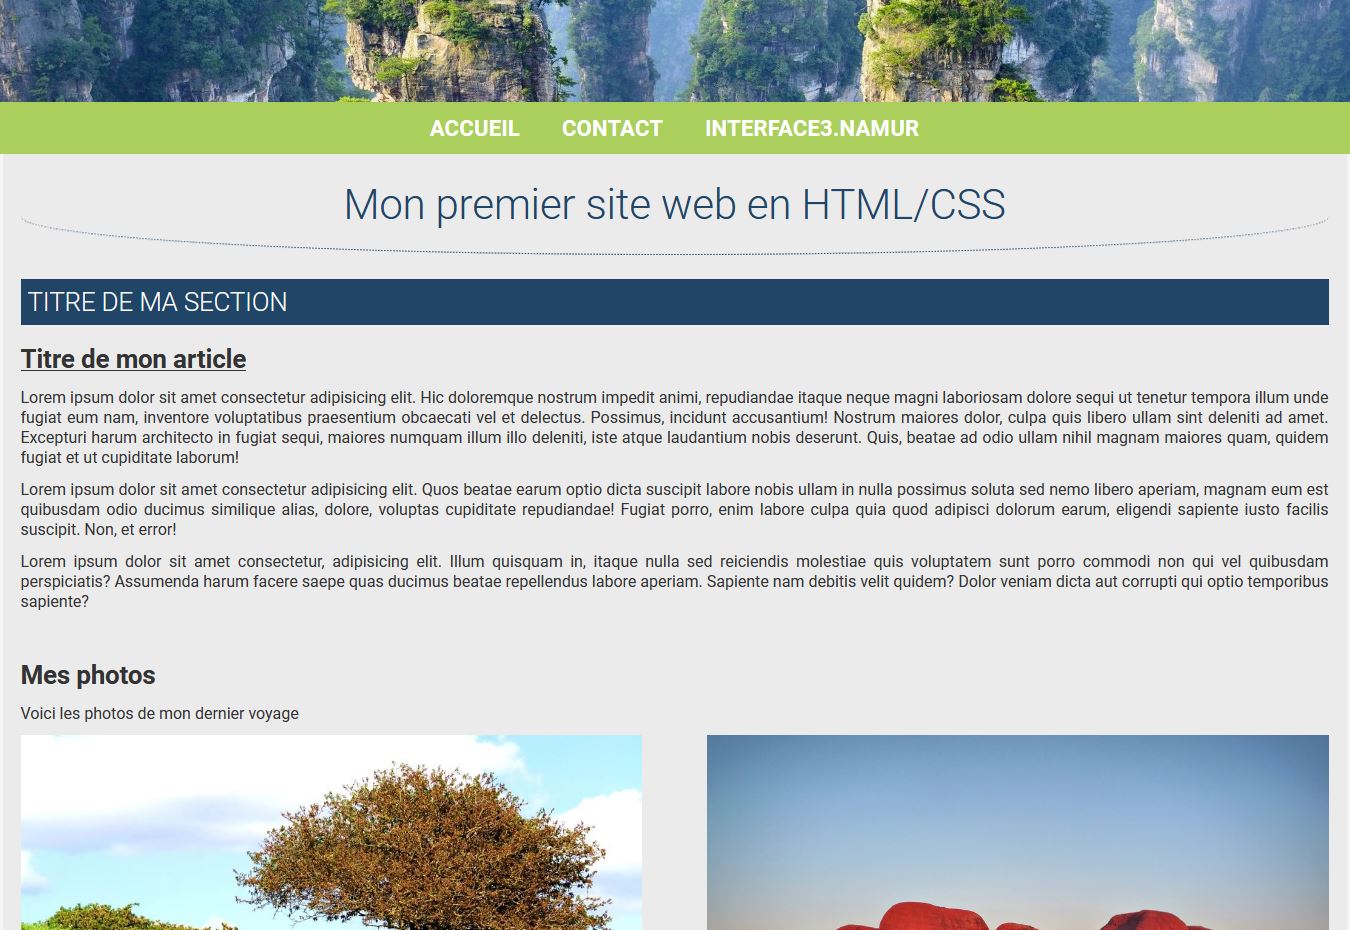 ACCUEIL CONTACT INTERFACE3.NAMUR
Mon premier site web en HTML/CSS
TITRE DE MA SECTION
Titre de mon article
Lorem ipsum dolor sit amet consectetur adipisicing elit. Hic doloremque nostrum impedit animi, repudiandae itaque neque magni laboriosam dolore sequi ut tenetur tempora illum unde
fugiat eum nam, inventore voluptatibus praesentium obcaecati vel et delectus. Possimus, incidunt accusantium! Nostrum maiores dolor, culpa quis libero ullam sint deleniti ad amet.
Excepturi harum architecto in fugiat sequi, maiores numquam illum illo deleniti, iste atque laudantium nobis deserunt. Quis, beatae ad odio ullam nihil magnam maiores quam, quidem
fugiat et ut cupiditate laborum!
Lorem ipsum dolor sit amet consectetur adipisicing elit. Quos beatae earum optio dicta suscipit labore nobis ullam in nulla possimus soluta sed nemo libero aperiam, magnam eum est
quibusdam odio ducimus similique alias, dolore, voluptas cupiditate repudiandae! Fugiat porro, enim labore culpa quia quod adipisci dolorum earum, eligendi sapiente iusto facilis
suscipit. Non, et error!
Lorem ipsum dolor sit amet consectetur, adipisicing elit. Illum quisquam in, itaque nulla sed reiciendis molestiae quis voluptatem sunt porro commodi non qui vel quibusdam
perspiciatis? Assumenda harum facere saepe quas ducimus beatae repellendus labore aperiam. Sapiente nam debitis velit quidem? Dolor veniam dicta aut corrupti qui optio temporibus
sapiente?
Mes photos
Voici les photos de mon dernier voyage